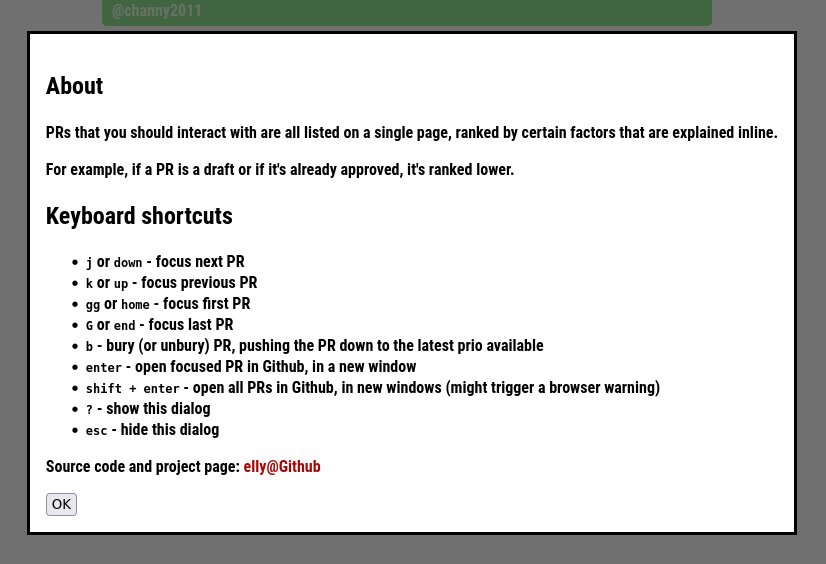 @channy2011
About
PRs that you should interact with are all listed on a single page, ranked by certain factors that are explained inline.
For example, if a PR is a draft or if it's already approved, it's ranked lower.
Keyboard shortcuts
• j or down - focus next PR
• k or up - focus previous PR
• gg or home - focus first PR
• G or end - focus last PR
• b - bury (or unbury) PR, pushing the PR down to the latest prio available
• enter - open focused PR in Github, in a new window
• shift + enter - open all PRs in Github, in new windows (might trigger a browser warning)
• ? - show this dialog
• esc - hide this dialog
Source code and project page: elly@Github
OK